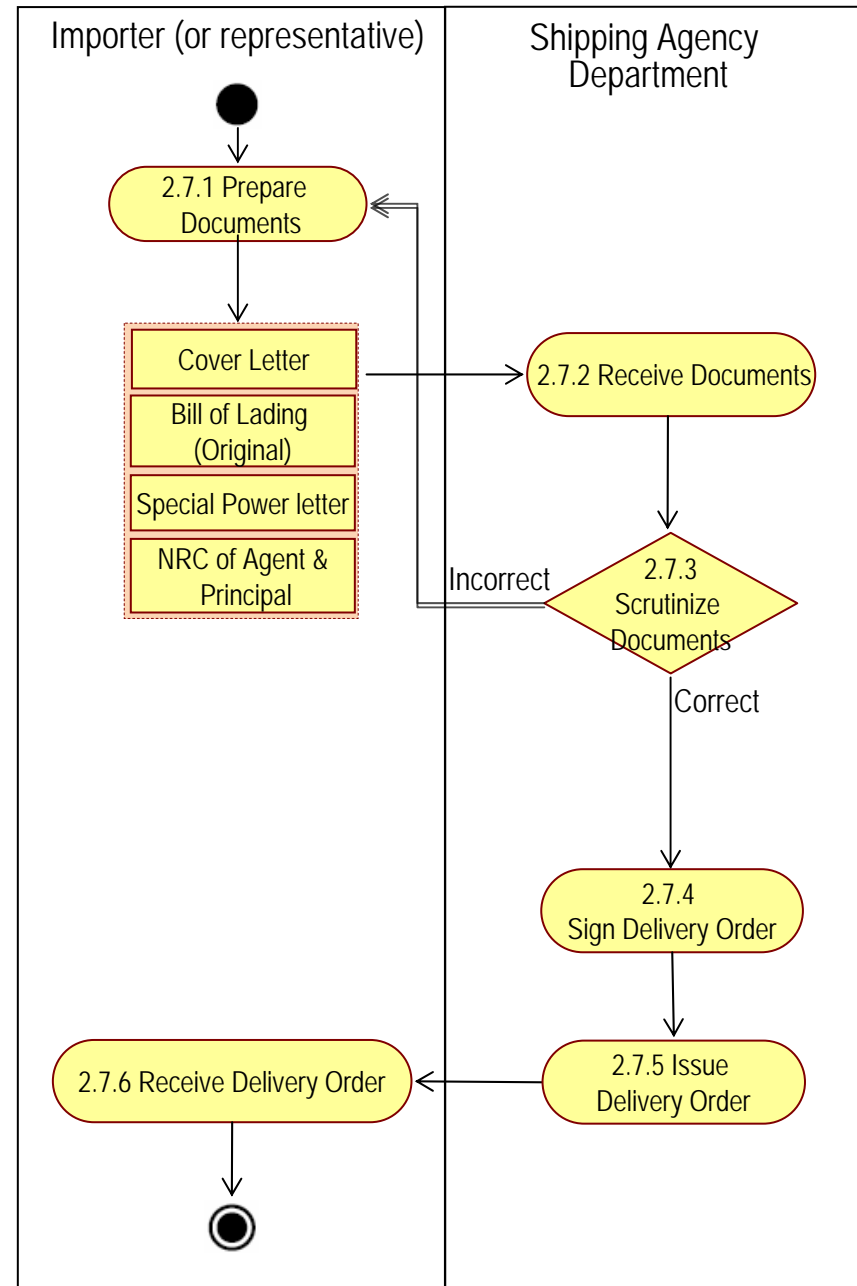 Importer (or representative)
Shipping Agency
Department
2.7.1 Prepare
Documents
Cover Letter
Bill of Lading
(Original)
Special Power letter
NRC of Agent &
Principal
2.7.2 Receive Documents
2.7.3
Scrutinize
Documents
Incorrect
Correct
2.7.4
Sign Delivery Order
2.7.5 Issue
Delivery Order
2.7.6 Receive Delivery Order